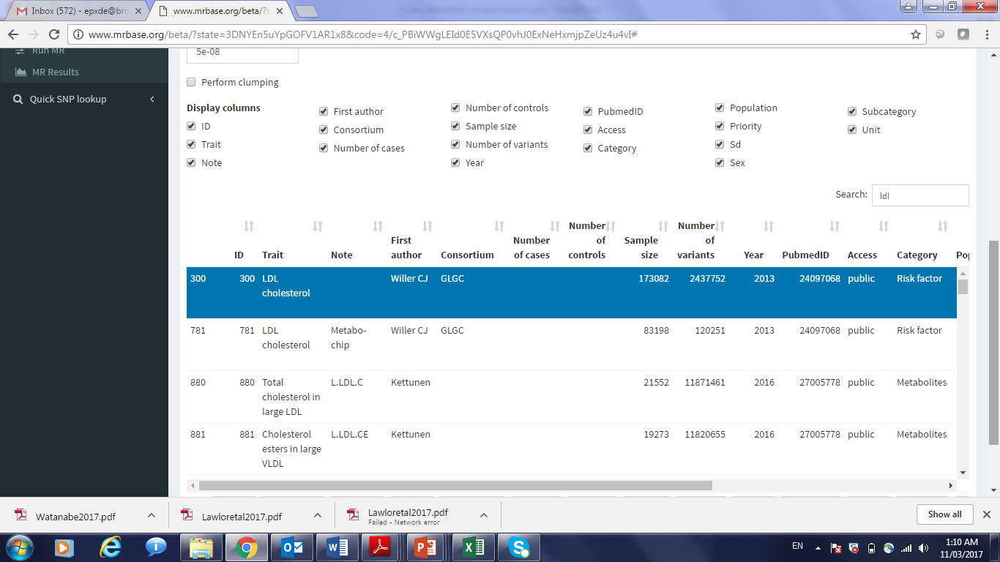 Inbox (572) - epxde@bris
www.mrbase.org/beta/?s
www.mrbase.org/beta/?state=3DNYEn5uYpGOFV1AR1x8&code=4/c_PBiWWgLEId0E5VXsQP0vhJ0ExNeHxmjpZeUz4u4vI#
Run MR
MR Results
Quick SNP lookup
5e-08
Perform clumping
Display columns
ID
Trait
Note
First author
Consortium
Number of cases
Number of controls
Sample size
Number of variants
Year
PubmedID
Access
Category
Population
Priority
Sd
Sex
Subcategory
Unit
Search: ldl
ID Trait Note First author Consortium Number of cases Number of controls Sample size Number of variants Year PubmedID Access Category Pop
300 300 LDL cholesterol Willer CJ GLGC 173082 2437752 2013 24097068 public Risk factor
781 781 LDL cholesterol Metabo-chip Willer CJ GLGC 83198 120251 2013 24097068 public Risk factor
880 880 Total cholesterol in large LDL L.LDL.C Kettunen 21552 11871461 2016 27005778 public Metabolites
881 881 Cholesterol esters in large VLDL L.LDL.CE Kettunen 19273 11820655 2016 27005778 public Metabolites
Watanabe2017.pdf
Lawloretal2017.pdf
Lawloretal2017.pdf
Failed - Network error
Show all
EN
1:10 AM
11/03/2017